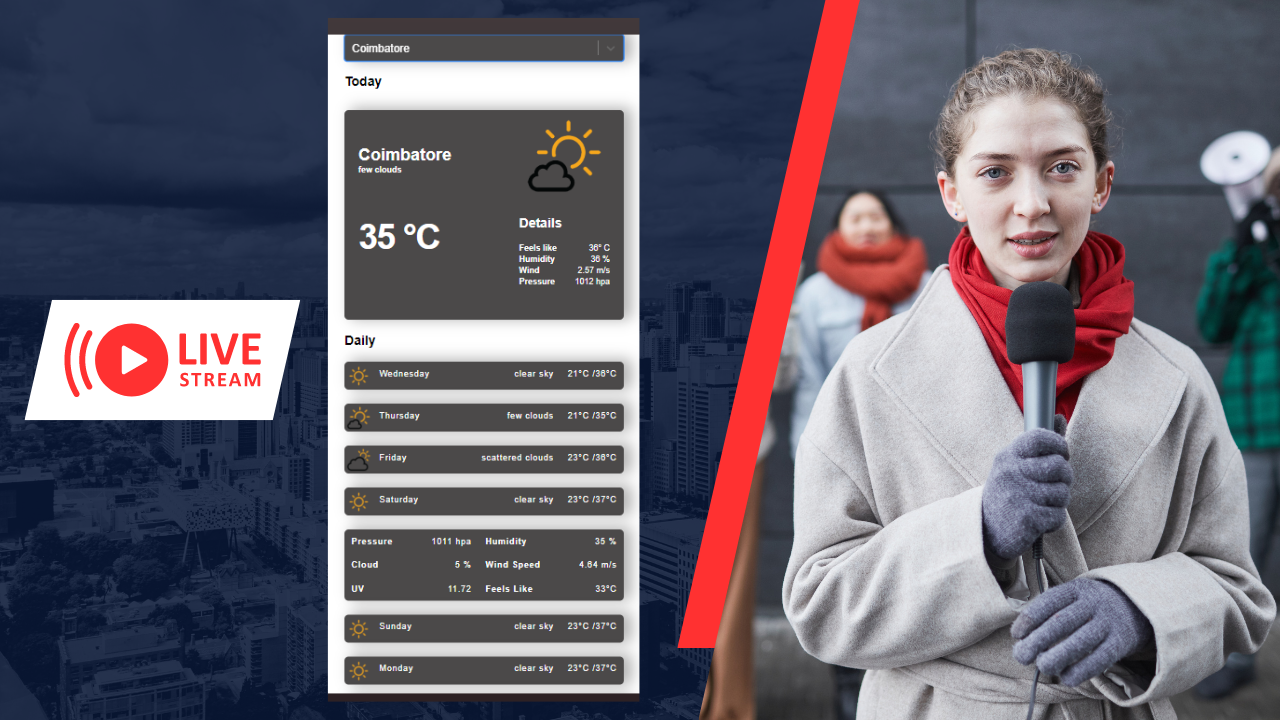 LIVE
STREAM
Coimbatore
Today
Coimbatore
few clouds
35 °C
Details
Feels like 36° C
Humidity 36 %
Wind 2.57 m/s
Pressure 1012 hpa
Daily
Wednesday clear sky 21°C /36°C
Thursday few clouds 21°C /35°C
Friday scattered clouds 23°C /36°C
Saturday clear sky 23°C /37°C
Pressure 1011 hpa Humidity 35 %
Cloud 5 % Wind Speed 4.64 m/s
UV 11.72 Feels Like 33°C
Sunday clear sky 23°C /37°C
Monday clear sky 23°C /37°C